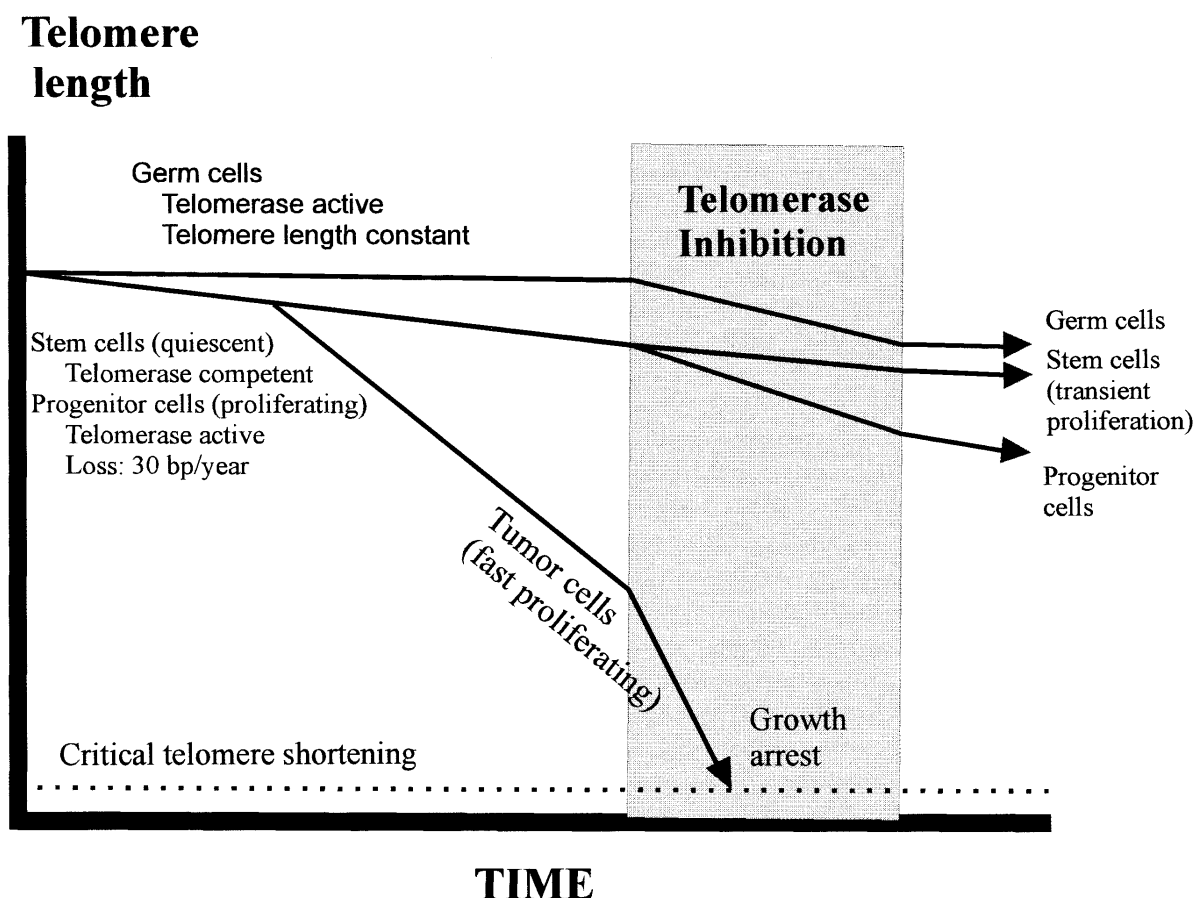 Telomere
length
Germ cells
Telomerase active
Telomere length constant
Telomerase
Inhibition
Stem cells (quiescent)
Telomerase competent
Progenitor cells (proliferating)
Telomerase active
Loss: 30 bp/year
Germ cells
Stem cells
(transient
proliferation)
Progenitor
cells
Tumor cells
(fast proliferating)
Growth
arrest
Critical telomere shortening
TIME